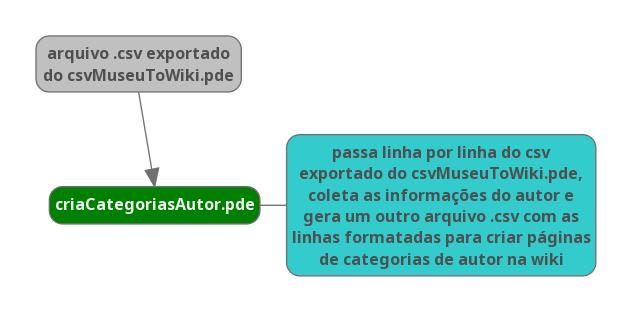 arquivo .csv exportado
do csvMuseuToWiki.pde
criaCategoriasAutor.pde
passa linha por linha do csv
exportado do csvMuseuToWiki.pde,
coleta as informações do autor e
gera um outro arquivo .csv com as
linhas formatadas para criar páginas
de categorias de autor na wiki